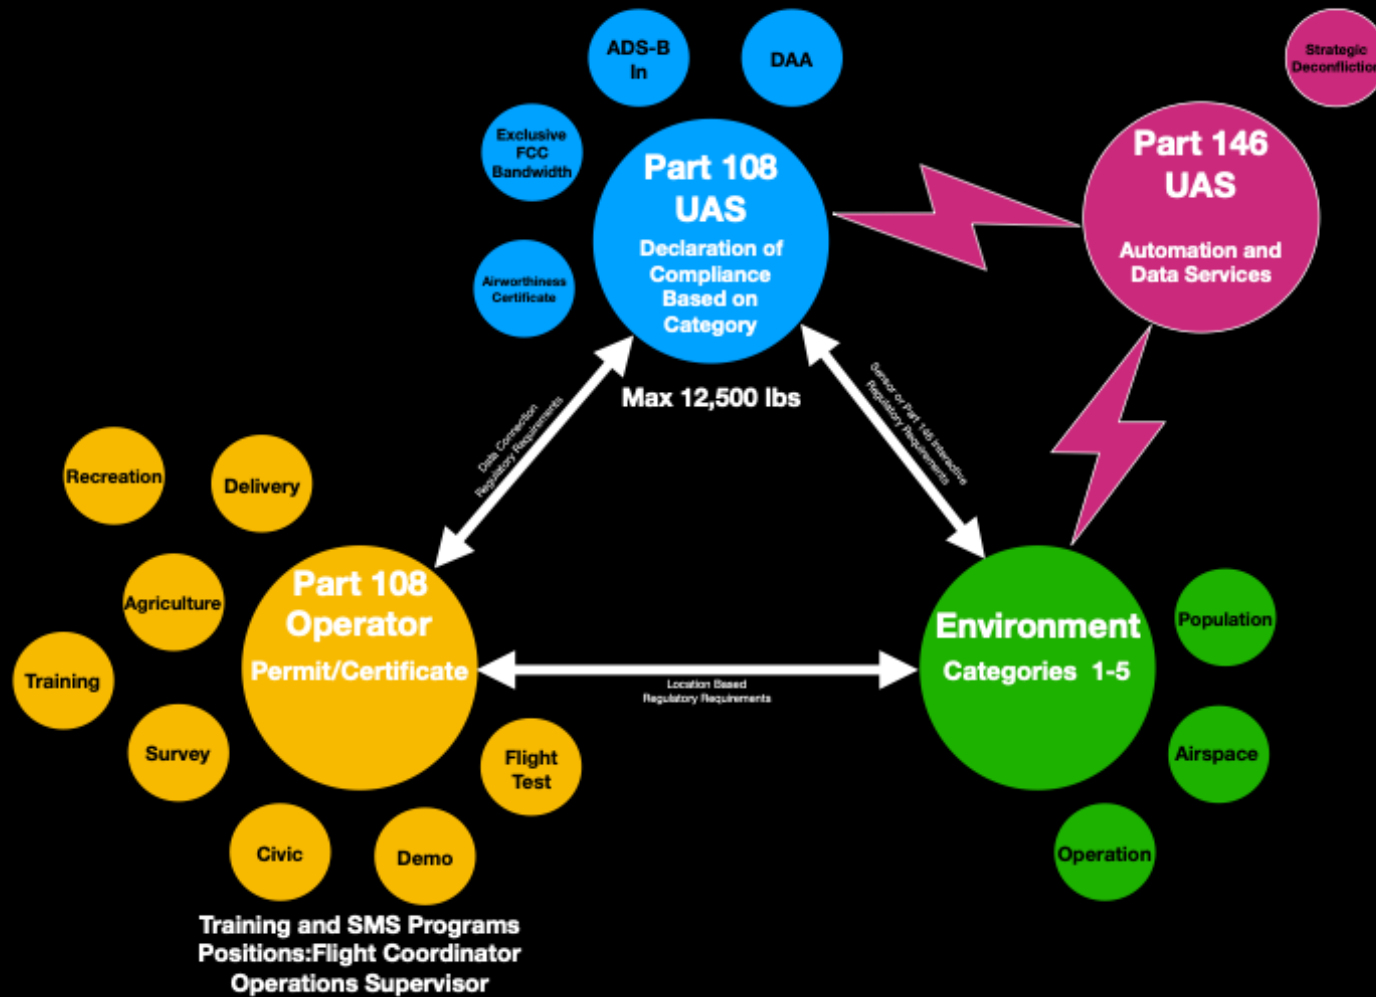 ADS-B
In
DAA
Strategic
Deconfliction
Exclusive
FCC
Bandwidth
Part 108
UAS
Declaration of
Compliance
Based on
Category
Part 146
UAS
Automation and
Data Services
Airworthiness
Certificate
Max 12,500 lbs
Data Connection
Regulatory Requirements
Sensor or Part 146 Interactive
Regulatory Requirements
Recreation
Delivery
Agriculture
Training
Survey
Civic
Demo
Flight
Test
Part 108
Operator
Permit/Certificate
Location Based
Regulatory Requirements
Environment
Categories 1-5
Population
Airspace
Operation
Training and SMS Programs
Positions:Flight Coordinator
Operations Supervisor